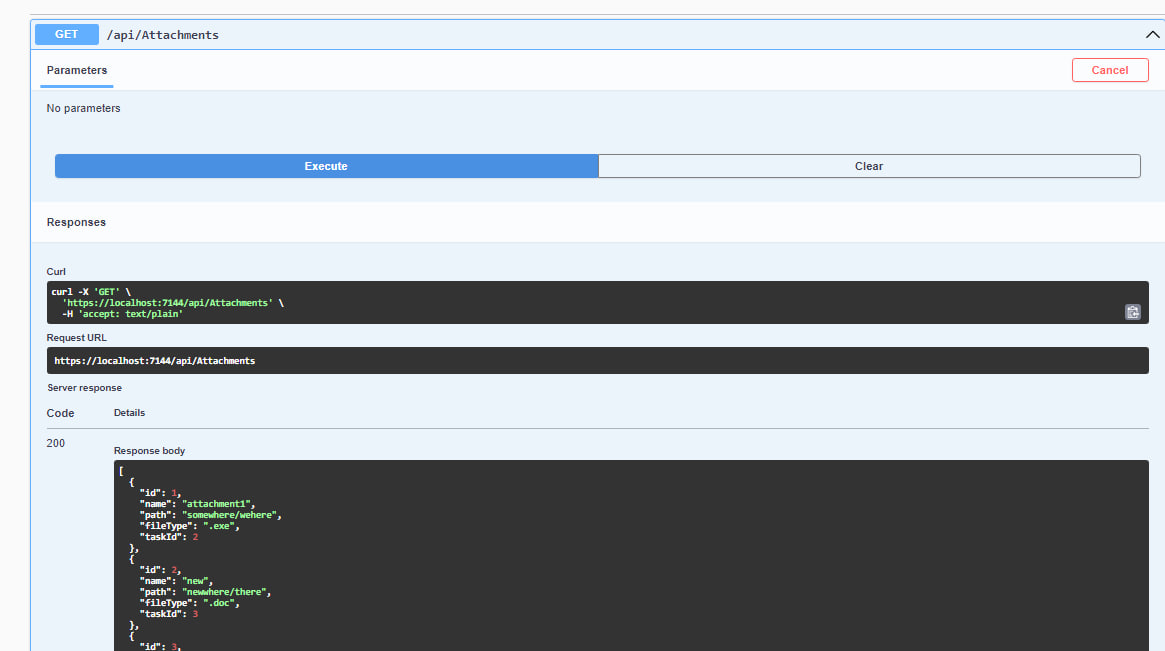 GET /api/Attachments
Parameters
Cancel
No parameters
Execute
Clear
Responses
Curl
curl -X 'GET' \
  'https://localhost:7144/api/Attachments' \
  -H 'accept: text/plain'
Request URL
https://localhost:7144/api/Attachments
Server response
Code Details
200
Response body
[
  {
    "id": 1,
    "name": "attachment1",
    "path": "somewhere/wehere",
    "fileType": ".exe",
    "taskId": 2
  },
  {
    "id": 2,
    "name": "new",
    "path": "newwhere/there",
    "fileType": ".doc",
    "taskId": 3
  },
  {
    "id": 3,